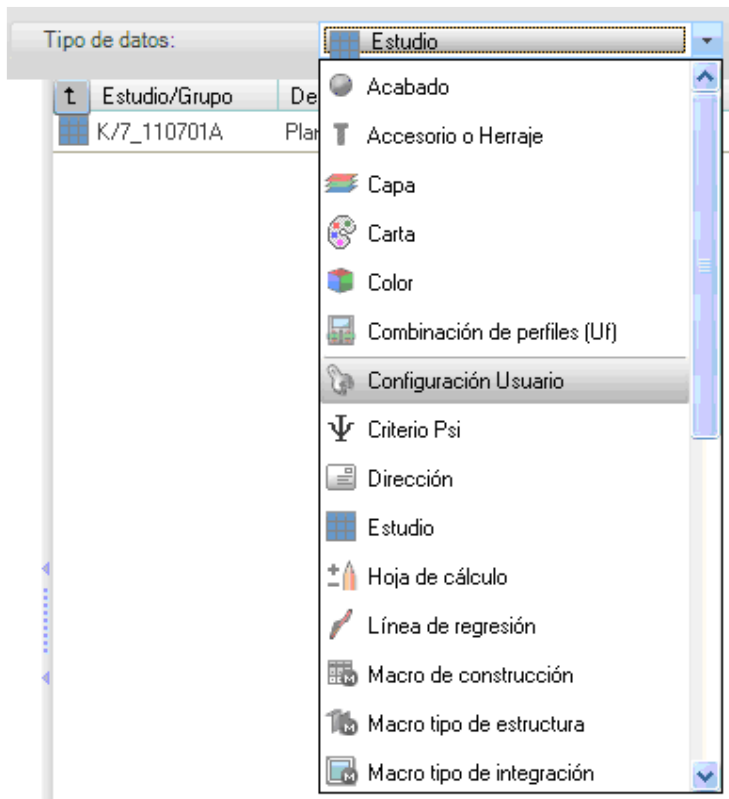 Tipo de datos: Estudio
Estudio/Grupo De
K/7_110701A Plan
Acabado
Accesorio o Herraje
Capa
Carta
Color
Combinación de perfiles (Uf)
Configuración Usuario
Criterio Psi
Dirección
Estudio
Hoja de cálculo
Línea de regresión
Macro de construcción
Macro tipo de estructura
Macro tipo de integración